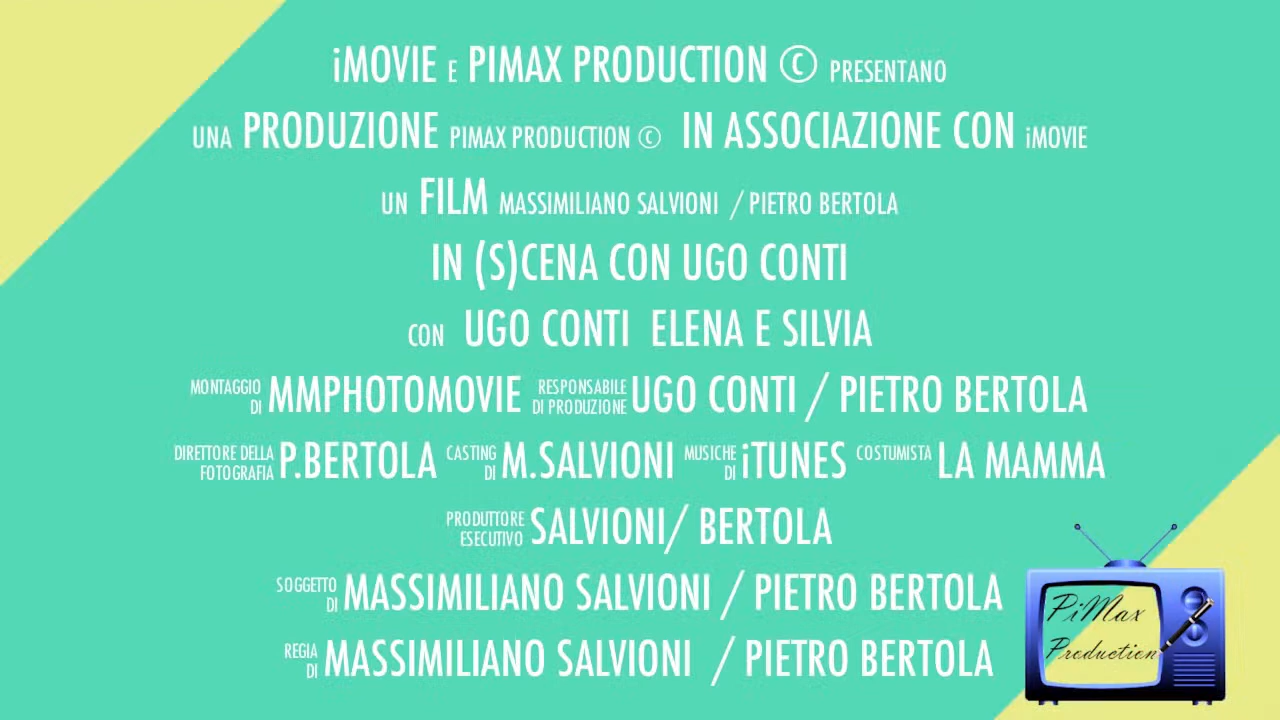 iMOVIE E PIMAX PRODUCTION © PRESENTANO
UNA PRODUZIONE PIMAX PRODUCTION © IN ASSOCIAZIONE CON iMOVIE
UN FILM MASSIMILIANO SALVIONI / PIETRO BERTOLA
IN (S)CENA CON UGO CONTI
CON UGO CONTI ELENA E SILVIA
MONTAGGIO DI MMPHOTOMOVIE RESPONSABILE DI PRODUZIONE UGO CONTI / PIETRO BERTOLA
DIRETTORE DELLA FOTOGRAFIA P.BERTOLA CASTING DI M.SALVIONI MUSICHE DI iTUNES COSTUMISTA LA MAMMA
PRODUTTORE ESECUTIVO SALVIONI/ BERTOLA
SOGGETTO DI MASSIMILIANO SALVIONI / PIETRO BERTOLA
REGIA DI MASSIMILIANO SALVIONI / PIETRO BERTOLA
PiMax
Production